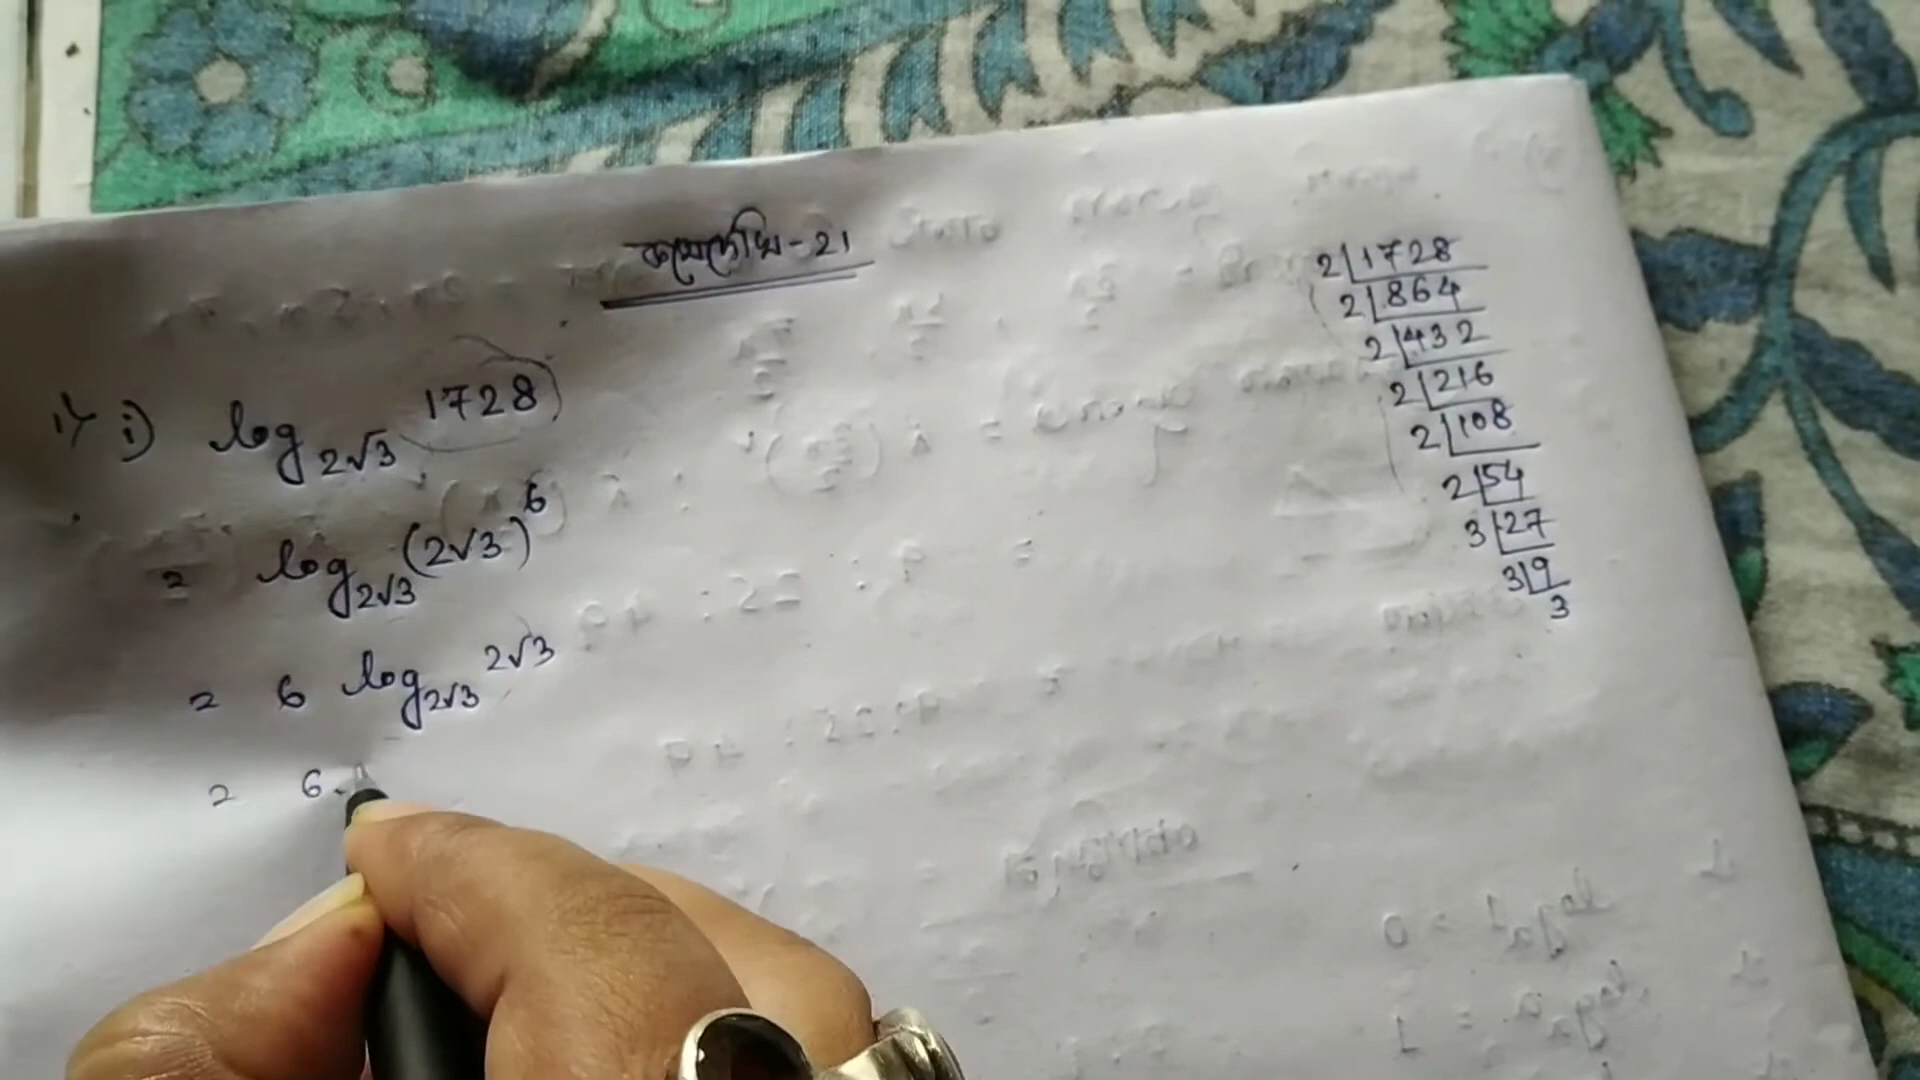 কষে দেখি - 21
1) i) log_{2√3} 1728
= log_{2√3} (2√3)^6
= 6 log_{2√3} 2√3
= 6.
2|1728
2|864
2|432
2|216
2|108
2|54
3|27
3|9
3